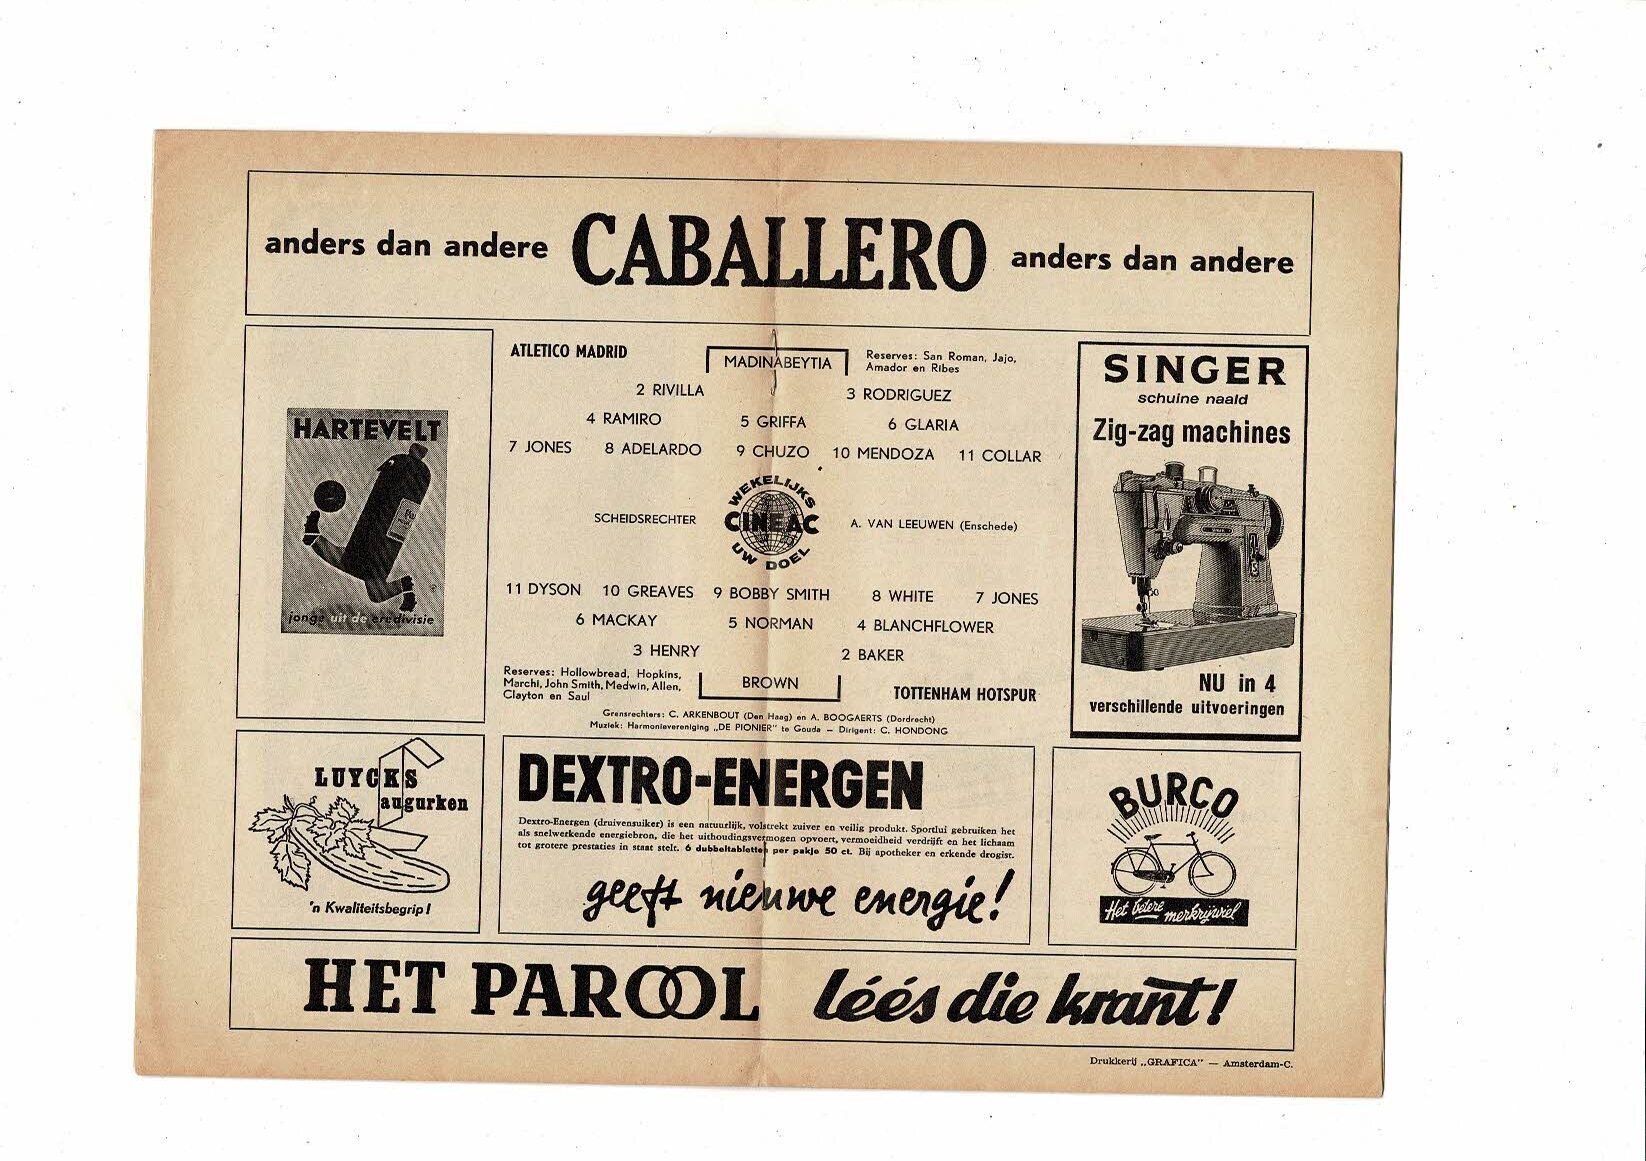 anders dan andere CABALLERO anders dan andere
HARTEVELT
jonge uit de eredivisie
ATLETICO MADRID
MADINABEYTIA
Reserves: San Roman, Jajo,
Amador en Ribes
2 RIVILLA 3 RODRIGUEZ
4 RAMIRO 5 GRIFFA 6 GLARIA
7 JONES 8 ADELARDO 9 CHUZO 10 MENDOZA 11 COLLAR
SCHEIDSRECHTER
WEKELIJKS
CINEAC
UW DOEL
A. VAN LEEUWEN (Enschede)
11 DYSON 10 GREAVES 9 BOBBY SMITH 8 WHITE 7 JONES
6 MACKAY 5 NORMAN 4 BLANCHFLOWER
3 HENRY 2 BAKER
Reserves: Hollowbread, Hopkins,
Marchi, John Smith, Medwin, Allen,
Clayton en Saul
BROWN
TOTTENHAM HOTSPUR
Grensrechters: C. ARKENBOUT (Den Haag) en A. BOOGAERTS (Dordrecht)
Muziek: Harmonievereniging „DE PIONIER" te Gouda — Dirigent: C. HONDONG
SINGER
schuine naald
Zig-zag machines
NU in 4
verschillende uitvoeringen
LUYCKS
augurken
'n Kwaliteitsbegrip!
DEXTRO-ENERGEN
Dextro-Energen (druivensuiker) is een natuurlijk, volstrekt zuiver en veilig produkt. Sportlui gebruiken het
als snelwerkende energiebron, die het uithoudingsvermogen opvoert, vermoeidheid verdrijft en het lichaam
tot grotere prestaties in staat stelt. 6 dubbeltabletten per pakje 50 ct. Bij apotheker en erkende drogist.
geeft nieuwe energie!
BURCO
Het betere merkrijwiel
HET PAROOL léés die krant!
Drukkerij „GRAFICA" — Amsterdam-C.